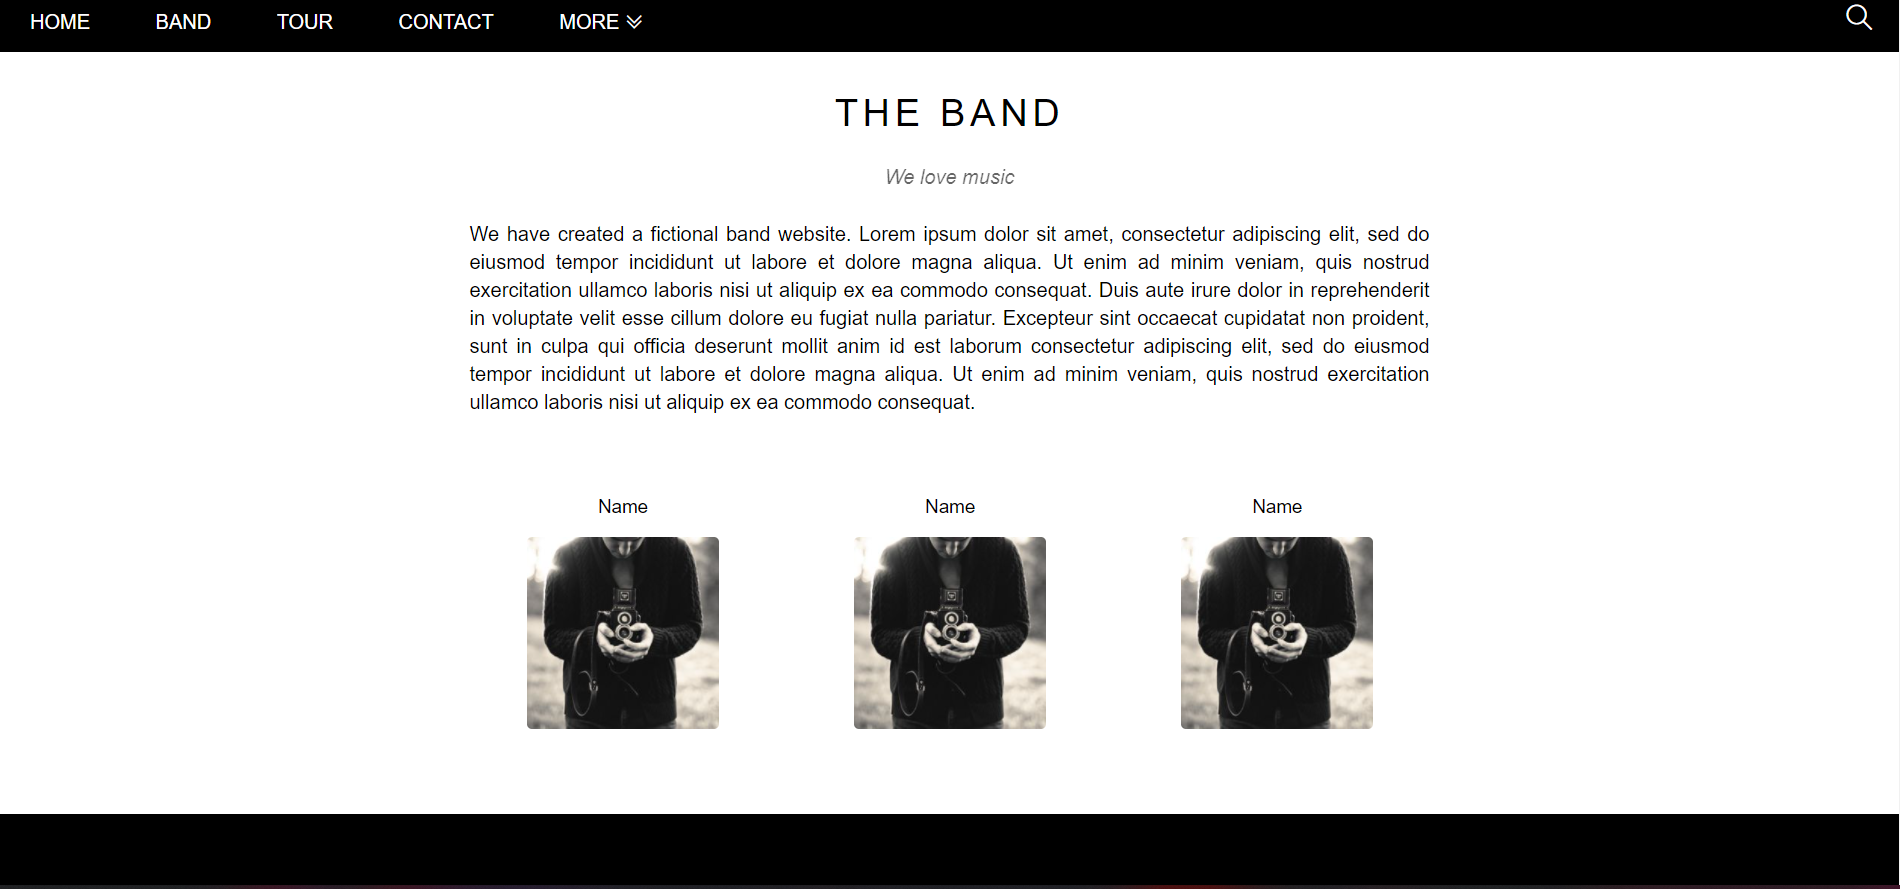 HOME BAND TOUR CONTACT MORE
THE BAND
We love music
We have created a fictional band website. Lorem ipsum dolor sit amet, consectetur adipiscing elit, sed do
eiusmod tempor incididunt ut labore et dolore magna aliqua. Ut enim ad minim veniam, quis nostrud
exercitation ullamco laboris nisi ut aliquip ex ea commodo consequat. Duis aute irure dolor in reprehenderit
in voluptate velit esse cillum dolore eu fugiat nulla pariatur. Excepteur sint occaecat cupidatat non proident,
sunt in culpa qui officia deserunt mollit anim id est laborum consectetur adipiscing elit, sed do eiusmod
tempor incididunt ut labore et dolore magna aliqua. Ut enim ad minim veniam, quis nostrud exercitation
ullamco laboris nisi ut aliquip ex ea commodo consequat.
Name Name Name